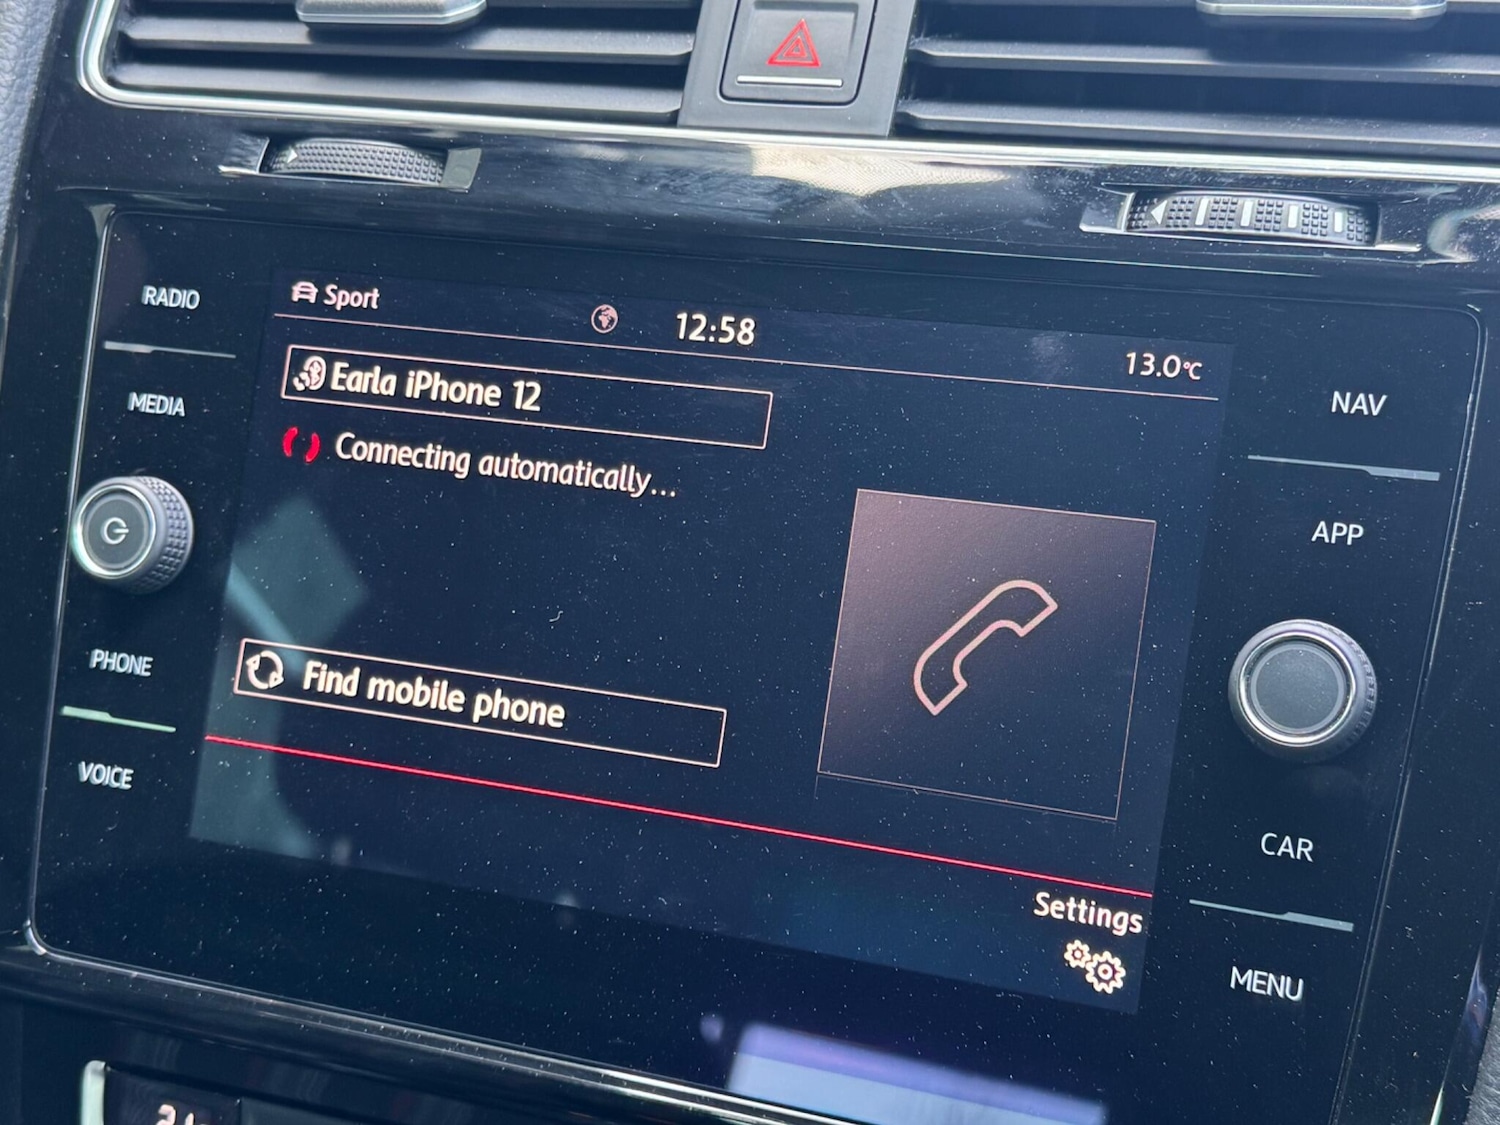 RADIO
MEDIA
PHONE
VOICE
Sport
12:58
13.0°C
Earla iPhone 12
Connecting automatically...
Find mobile phone
Settings
NAV
APP
CAR
MENU